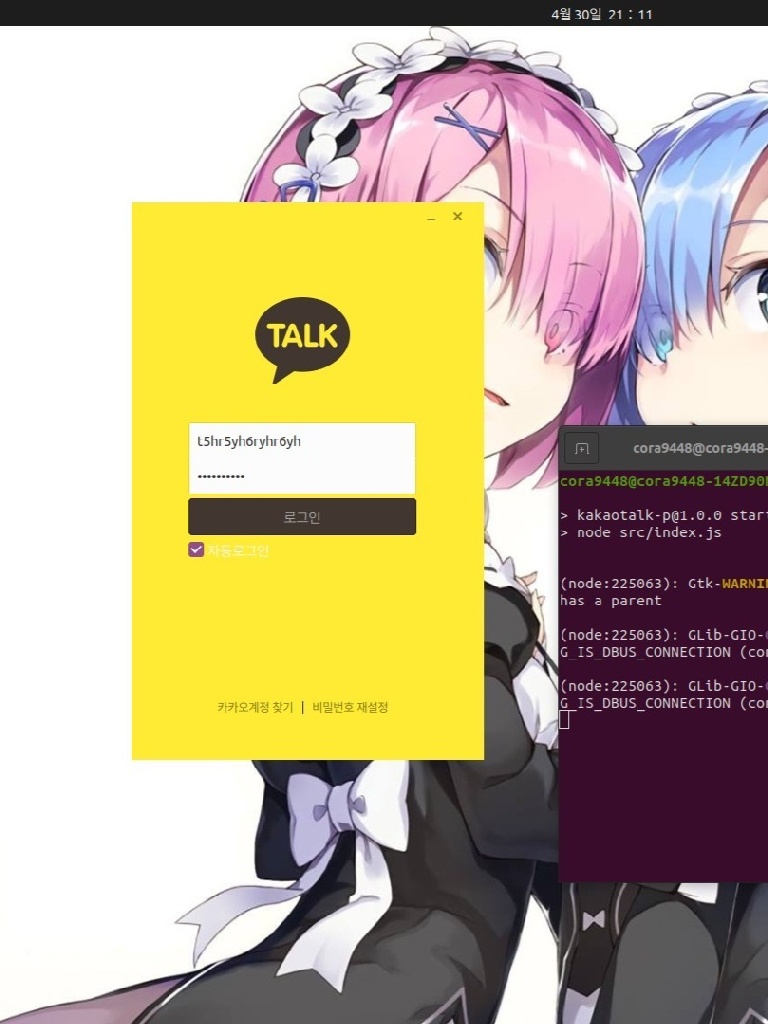 4월 30일 21 : 11
TALK
t5hr5yh6ryhr6yh
••••••••••
로그인
자동로그인
카카오계정 찾기 | 비밀번호 재설정
cora9448@cora9448-
cora9448@cora9448-14ZD90
> kakaotalk-p@1.0.0 star
> node src/index.js
(node:225063): Gtk-WARNI
has a parent
(node:225063): GLib-GIO-
G_IS_DBUS_CONNECTION (co
(node:225063): GLib-GIO-
G_IS_DBUS_CONNECTION (co